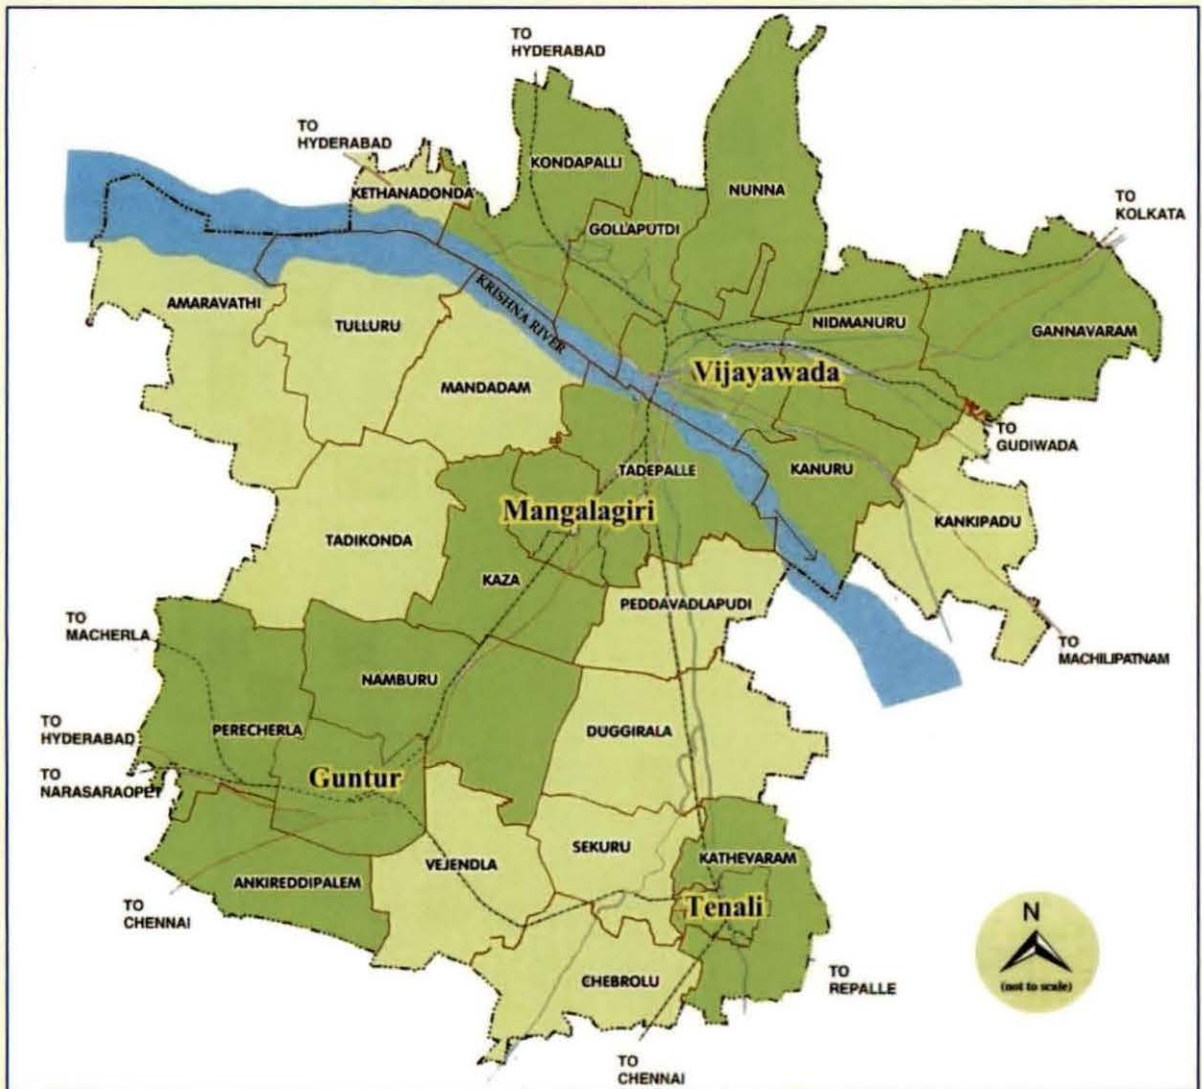 TO
HYDERABAD
TO
HYDERABAD
KONDAPALLI
NUNNA
KETHANADONDA
TO
KOLKATA
GOLLAPUTDI
KRISHNA RIVER
AMARAVATHI
TULLURU
NIDMANURU
GANNAVARAM
Vijayawada
MANDADAM
TO
GUDIWADA
TADEPALLE
KANURU
Mangalagiri
KANKIPADU
TADIKONDA
KAZA
PEDDAVADLAPUDI
TO
MACHERLA
TO
MACHILIPATNAM
NAMBURU
TO
HYDERABAD
PERECHERLA
DUGGIRALA
TO
NARASARAOPET
Guntur
SEKURU
KATHEVARAM
VEJENDLA
ANKIREDDIPALEM
TO
CHENNAI
Tenali
N
(not to scale)
CHEBROLU
TO
REPALLE
TO
CHENNAI